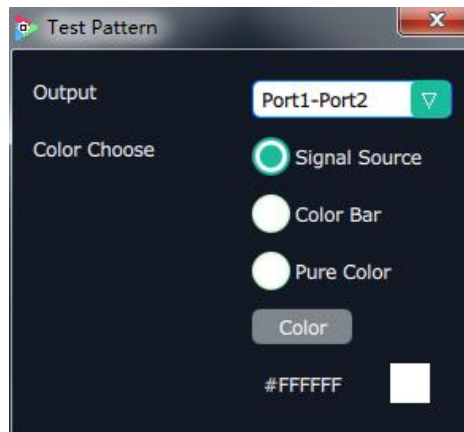 Test Pattern
Output
Port1-Port2
Color Choose
Signal Source
Color Bar
Pure Color
Color
#FFFFFF